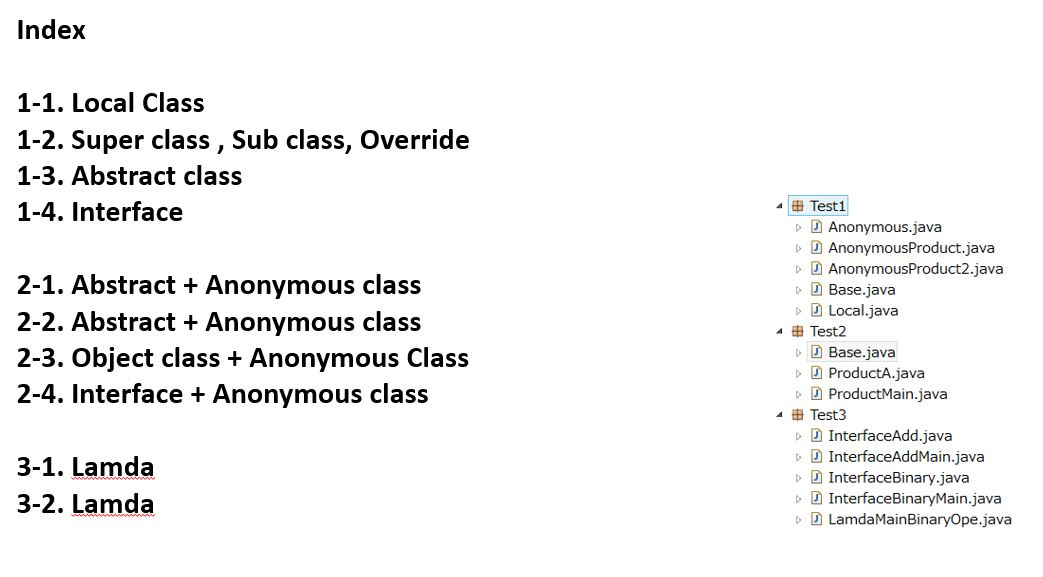 Index
1-1. Local Class
1-2. Super class , Sub class, Override
1-3. Abstract class
1-4. Interface
2-1. Abstract + Anonymous class
2-2. Abstract + Anonymous class
2-3. Object class + Anonymous Class
2-4. Interface + Anonymous class
3-1. Lamda
3-2. Lamda
Test1
Anonymous.java
AnonymousProduct.java
AnonymousProduct2.java
Base.java
Local.java
Test2
Base.java
ProductA.java
ProductMain.java
Test3
InterfaceAdd.java
InterfaceAddMain.java
InterfaceBinary.java
InterfaceBinaryMain.java
LamdaMainBinaryOpe.java